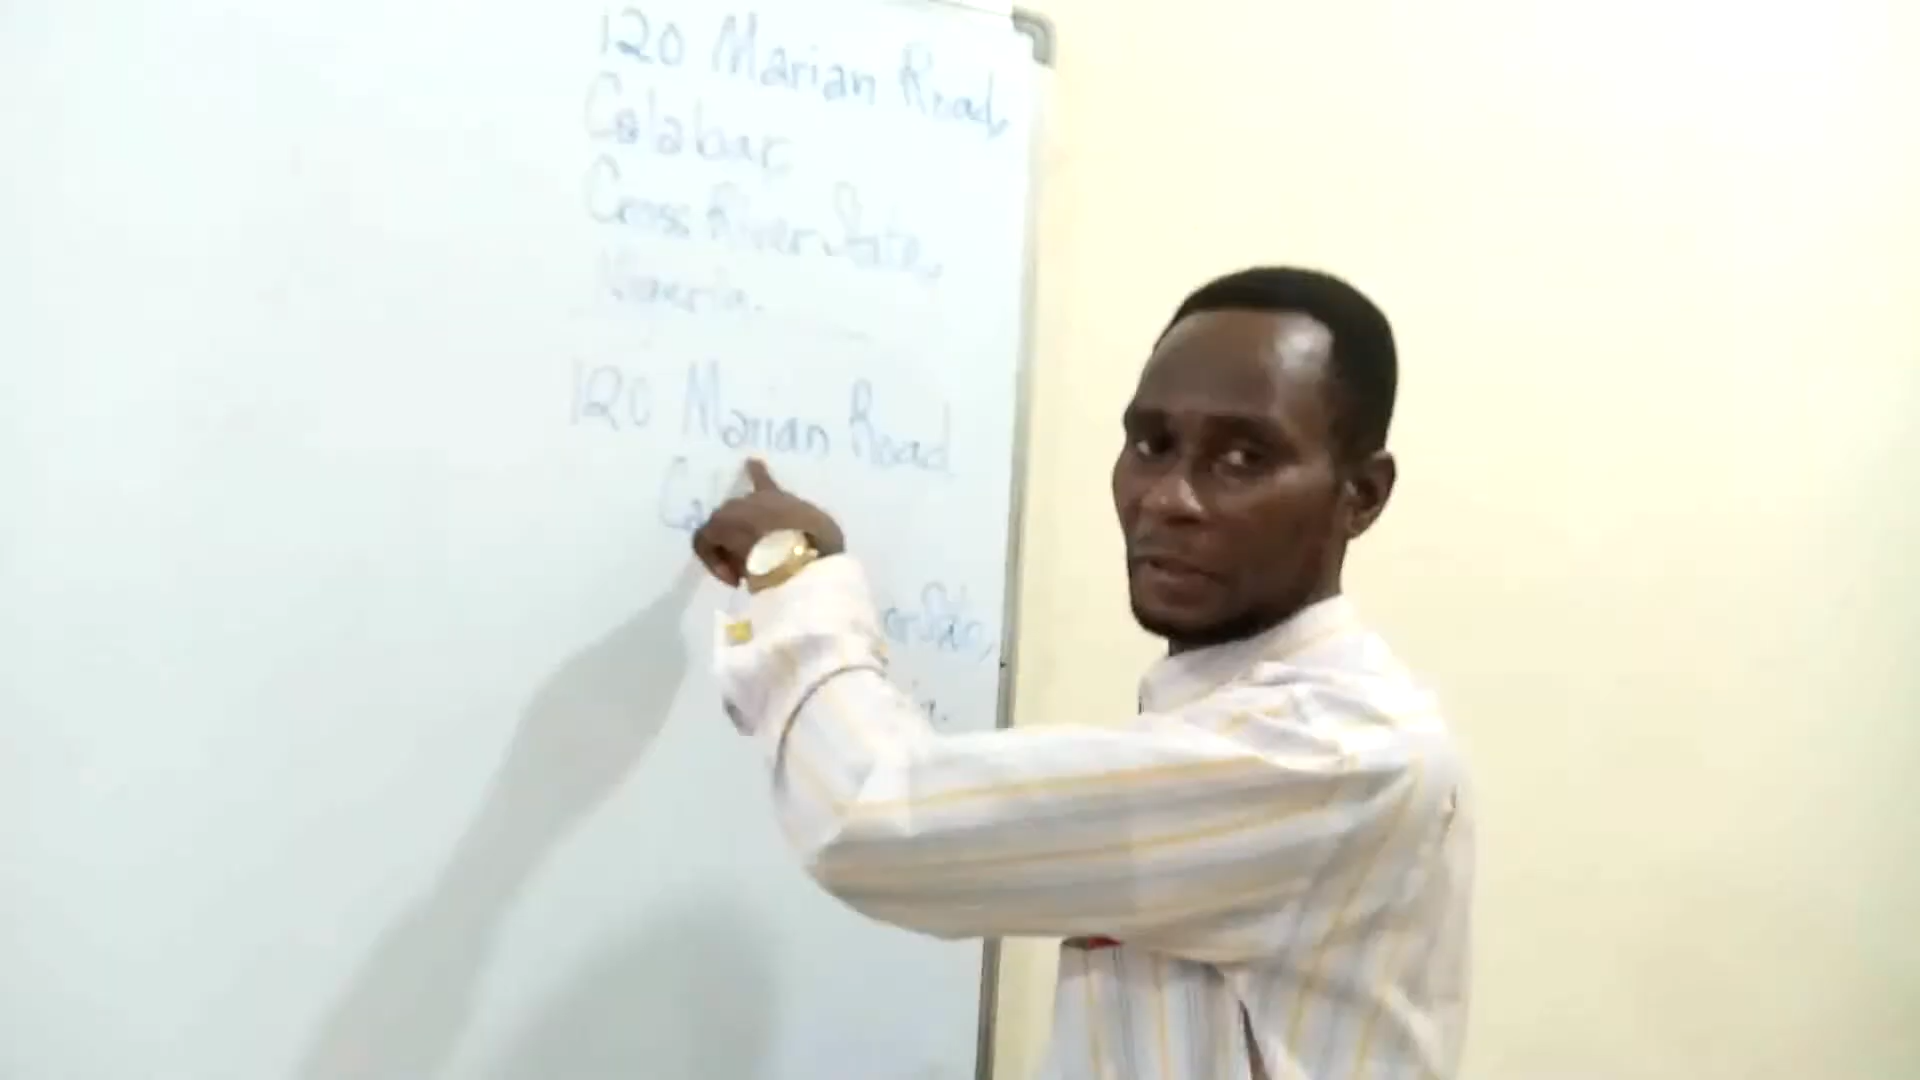 120 Marian Road,
Calabar,
Cross River State,
Nigeria.
120 Marian Road